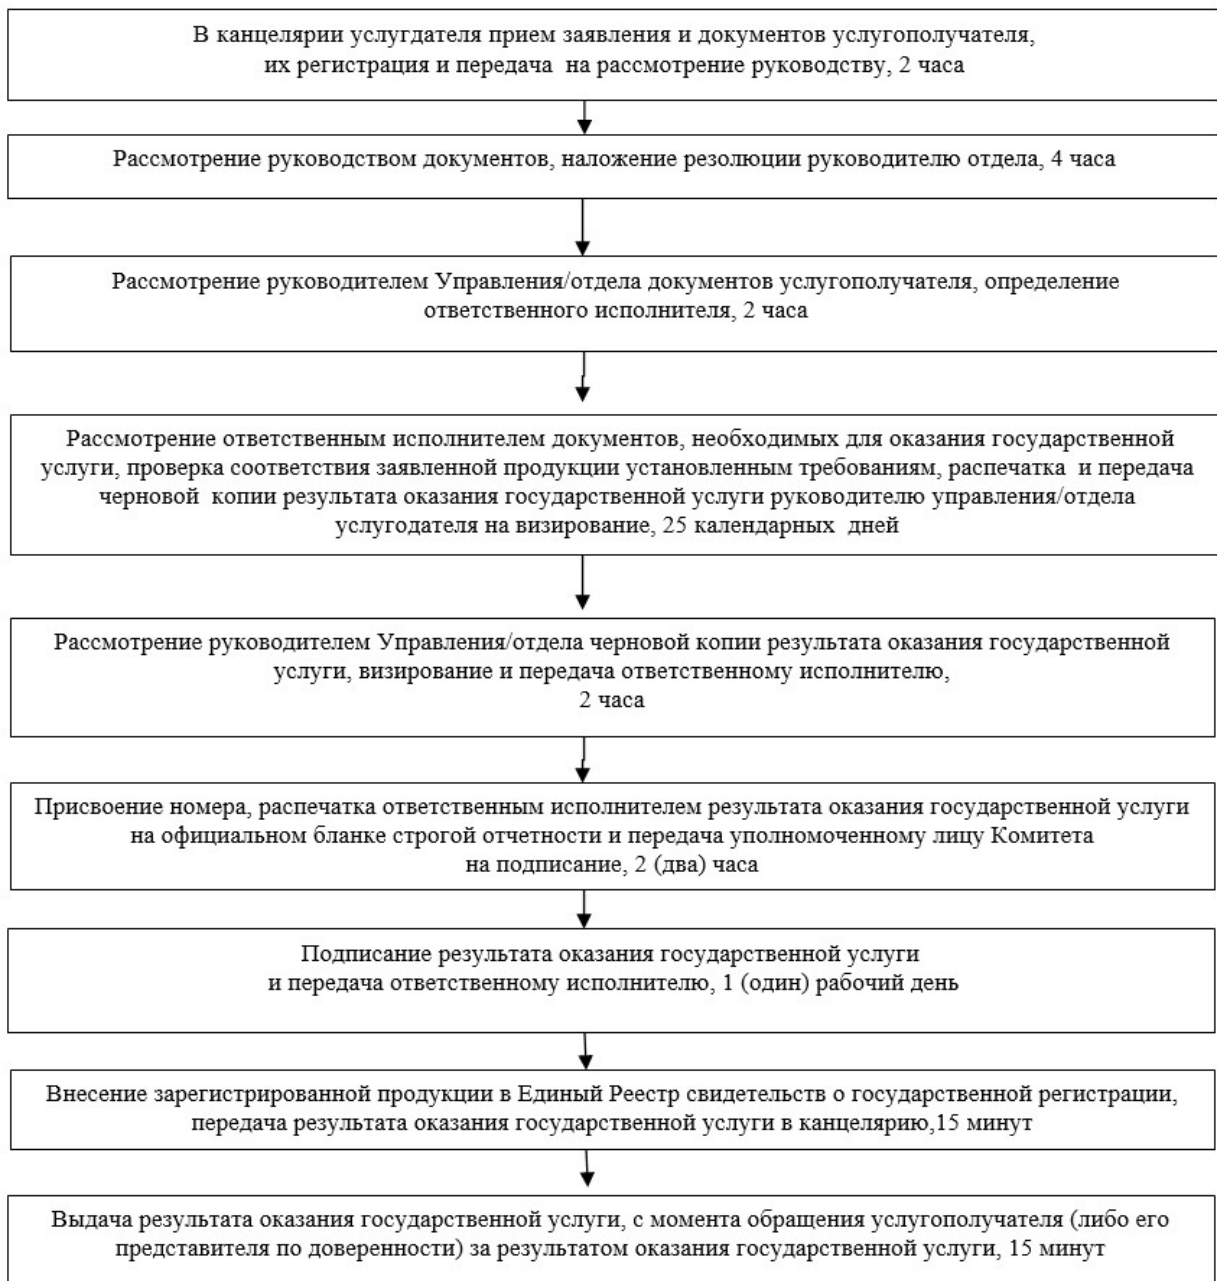 В канцелярии услугдателя прием заявления и документов услугополучателя,
их регистрация и передача на рассмотрение руководству, 2 часа
Рассмотрение руководством документов, наложение резолюции руководителю отдела, 4 часа
Рассмотрение руководителем Управления/отдела документов услугополучателя, определение
ответственного исполнителя, 2 часа
Рассмотрение ответственным исполнителем документов, необходимых для оказания государственной
услуги, проверка соответствия заявленной продукции установленным требованиям, распечатка и передача
черновой копии результата оказания государственной услуги руководителю управления/отдела
услугодателя на визирование, 25 календарных дней
Рассмотрение руководителем Управления/отдела черновой копии результата оказания государственной
услуги, визирование и передача ответственному исполнителю,
2 часа
Присвоение номера, распечатка ответственным исполнителем результата оказания государственной услуги
на официальном бланке строгой отчетности и передача уполномоченному лицу Комитета
на подписание, 2 (два) часа
Подписание результата оказания государственной услуги
и передача ответственному исполнителю, 1 (один) рабочий день
Внесение зарегистрированной продукции в Единый Реестр свидетельств о государственной регистрации,
передача результата оказания государственной услуги в канцелярию,15 минут
Выдача результата оказания государственной услуги, с момента обращения услугополучателя (либо его
представителя по доверенности) за результатом оказания государственной услуги, 15 минут